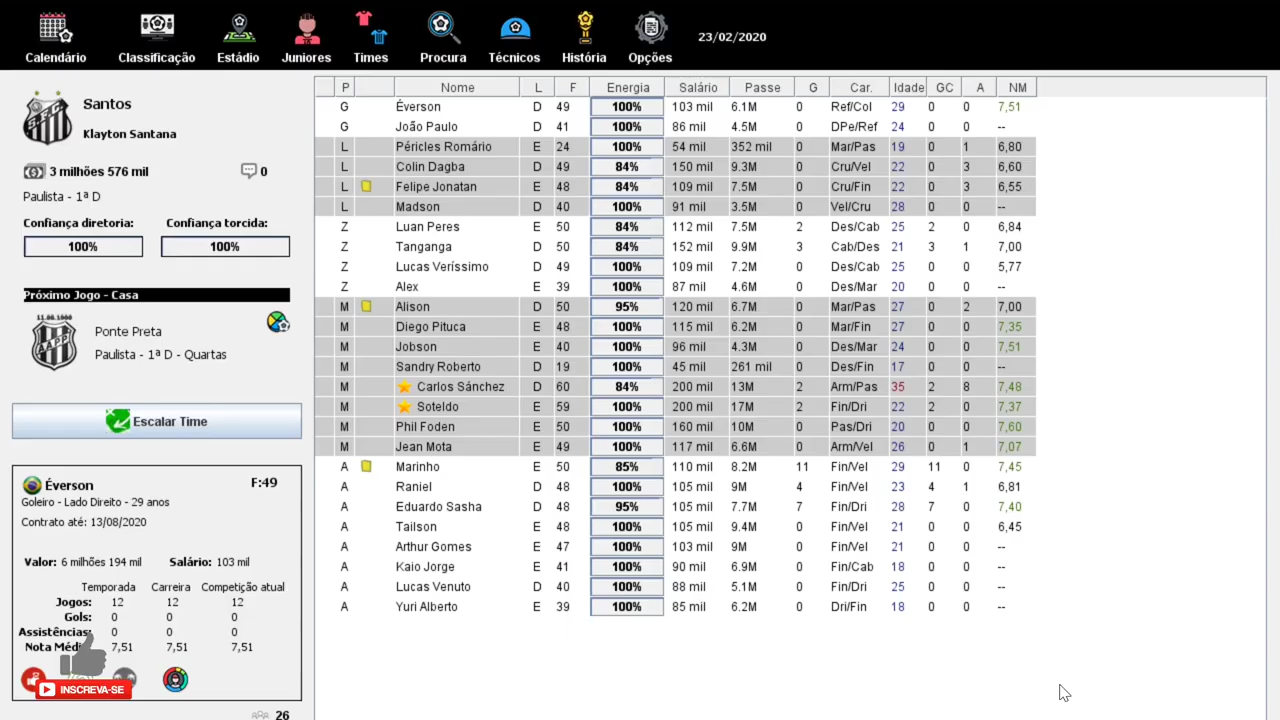 Calendário Classificação Estádio Juniores Times Procura Técnicos História Opções 23/02/2020
Santos
Klayton Santana
3 milhões 576 mil 0
Paulista - 1ª D
Confiança diretoria: Confiança torcida:
100% 100%
Próximo Jogo - Casa
11.08.1900
AAPP
Ponte Preta
Paulista - 1ª D - Quartas
Escalar Time
Éverson F:49
Goleiro - Lado Direito - 29 anos
Contrato até: 13/08/2020
Valor: 6 milhões 194 mil Salário: 103 mil
Temporada Carreira Competição atual
Jogos: 12 12 12
Gols: 0 0 0
Assistências: 0 0 0
Nota Médi 7,51 7,51 7,51
INSCREVA-SE
26
P Nome L F Energia Salário Passe G Car. Idade GC A NM
G Éverson D 49 100% 103 mil 6.1M 0 Ref/Col 29 0 0 7,51
G João Paulo D 41 100% 86 mil 4.5M 0 DPe/Ref 24 0 0 --
L Péricles Romário E 24 100% 54 mil 352 mil 0 Mar/Pas 19 0 1 6,80
L Colin Dagba D 49 84% 150 mil 9.3M 0 Cru/Vel 22 0 3 6,60
L Felipe Jonatan E 48 84% 109 mil 7.5M 0 Cru/Fin 22 0 3 6,55
L Madson D 40 100% 91 mil 3.5M 0 Vel/Cru 28 0 0 --
Z Luan Peres E 50 84% 112 mil 7.5M 2 Des/Cab 25 2 0 6,84
Z Tanganga D 50 84% 152 mil 9.9M 3 Cab/Des 21 3 1 7,00
Z Lucas Veríssimo D 49 100% 109 mil 7.2M 0 Des/Cab 25 0 0 5,77
Z Alex E 39 100% 87 mil 4.6M 0 Des/Mar 20 0 0 --
M Alison D 50 95% 120 mil 6.7M 0 Mar/Pas 27 0 2 7,00
M Diego Pituca E 48 100% 115 mil 6.2M 0 Mar/Fin 27 0 0 7,35
M Jobson E 40 100% 96 mil 4.3M 0 Des/Mar 24 0 0 7,51
M Sandry Roberto D 19 100% 45 mil 261 mil 0 Des/Fin 17 0 0 --
M Carlos Sánchez D 60 84% 200 mil 13M 2 Arm/Pas 35 2 8 7,48
M Soteldo E 59 100% 200 mil 17M 2 Fin/Dri 22 2 0 7,37
M Phil Foden E 50 100% 160 mil 10M 0 Pas/Dri 20 0 0 7,60
M Jean Mota E 49 100% 117 mil 6.6M 0 Arm/Vel 26 0 1 7,07
A Marinho E 50 85% 110 mil 8.2M 11 Fin/Vel 29 11 0 7,45
A Raniel D 48 100% 105 mil 9M 4 Fin/Vel 23 4 1 6,81
A Eduardo Sasha D 48 95% 105 mil 7.7M 7 Fin/Dri 28 7 0 7,40
A Tailson E 48 100% 105 mil 9.4M 0 Fin/Vel 21 0 0 6,45
A Arthur Gomes E 47 100% 103 mil 9M 0 Fin/Vel 21 0 0 --
A Kaio Jorge E 41 100% 90 mil 6.9M 0 Fin/Cab 18 0 0 --
A Lucas Venuto D 40 100% 88 mil 5.1M 0 Fin/Dri 25 0 0 --
A Yuri Alberto E 39 100% 85 mil 6.2M 0 Dri/Fin 18 0 0 --